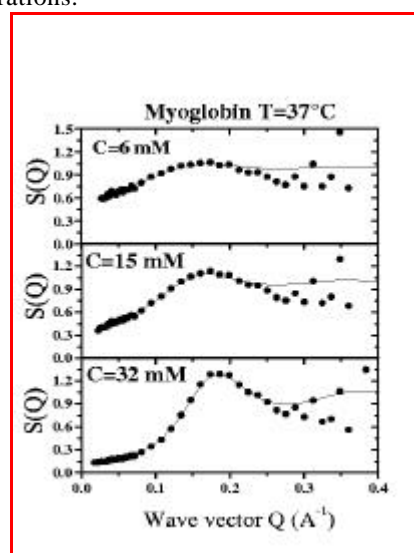 rations.
Myoglobin T=37°C
1.5
C=6 mM
1.2
0.9
S(Q)
0.6
0.3
0.0
C=15 mM
1.2
0.9
S(Q)
0.6
0.3
0.0
C=32 mM
1.2
0.9
S(Q)
0.6
0.3
0.0
0.0 0.1 0.2 0.3 0.4
Wave vector Q (A⁻¹)